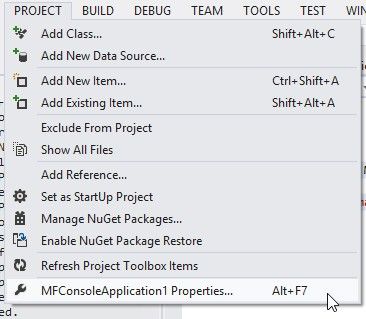 PROJECT BUILD DEBUG TEAM TOOLS TEST
Add Class... Shift+Alt+C
Add New Data Source...
Add New Item... Ctrl+Shift+A
Add Existing Item... Shift+Alt+A
Exclude From Project
Show All Files
Add Reference...
Set as StartUp Project
Manage NuGet Packages...
Enable NuGet Package Restore
Refresh Project Toolbox Items
MFConsoleApplication1 Properties... Alt+F7
ed.